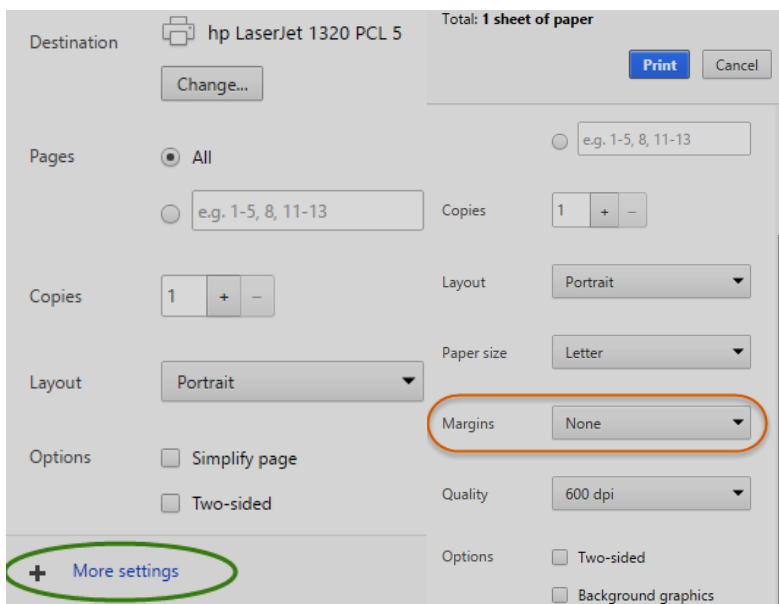 Destination
hp LaserJet 1320 PCL 5
Change...
Pages
All
e.g. 1-5, 8, 11-13
Copies
1 + −
Layout
Portrait
Options
Simplify page
Two-sided
+ More settings
Total: 1 sheet of paper
Print Cancel
e.g. 1-5, 8, 11-13
Copies
1 + −
Layout
Portrait
Paper size
Letter
Margins
None
Quality
600 dpi
Options
Two-sided
Background graphics